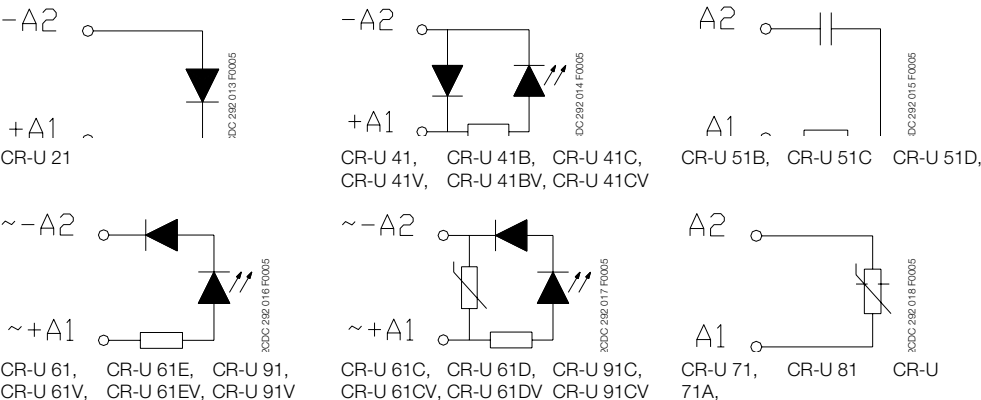 -A2
+A1
2CDC 292 013 F0005
CR-U 21
-A2
+A1
2CDC 292 014 F0005
CR-U 41, CR-U 41B, CR-U 41C,
CR-U 41V, CR-U 41BV, CR-U 41CV
A2
A1
2CDC 292 015 F0005
CR-U 51B, CR-U 51C CR-U 51D,
~-A2
~+A1
2CDC 292 016 F0005
CR-U 61, CR-U 61E, CR-U 91,
CR-U 61V, CR-U 61EV, CR-U 91V
~-A2
~+A1
2CDC 292 017 F0005
CR-U 61C, CR-U 61D, CR-U 91C,
CR-U 61CV, CR-U 61DV CR-U 91CV
A2
A1
2CDC 292 018 F0005
CR-U 71, CR-U 81 CR-U
71A,